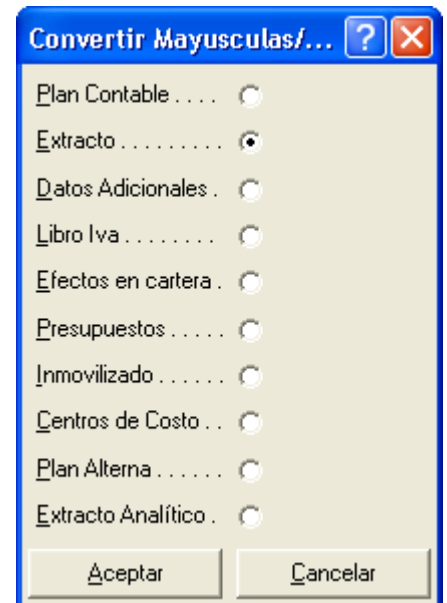 Convertir Mayusculas/... ?
Plan Contable . . . .
Extracto . . . . . . . . .
Datos Adicionales .
Libro Iva . . . . . . . .
Efectos en cartera .
Presupuestos . . . . .
Inmovilizado . . . . . .
Centros de Costo . .
Plan Alterna . . . . . .
Extracto Analítico .
Aceptar Cancelar